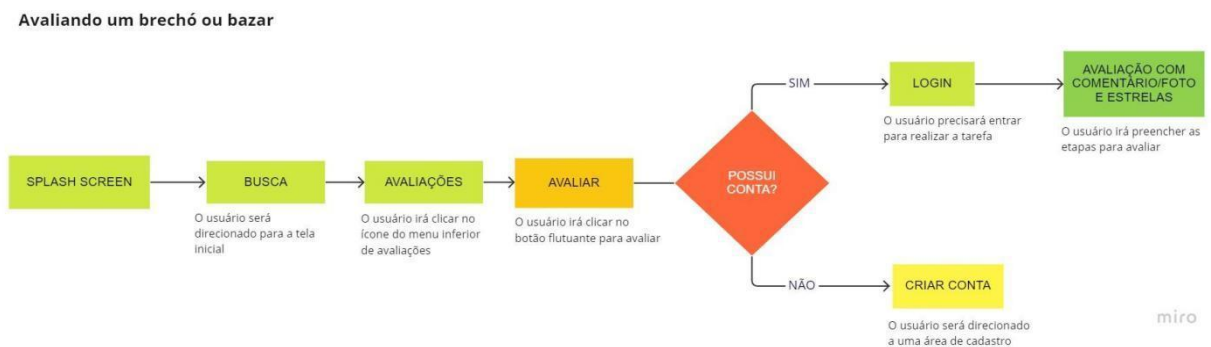 Avaliando um brechó ou bazar
SPLASH SCREEN
BUSCA
O usuário será
direcionado para a tela
inicial
AVALIAÇÕES
O usuário irá clicar no
ícone do menu inferior
de avaliações
AVALIAR
O usuário irá clicar no
botão flutuante para avaliar
POSSUI
CONTA?
SIM
LOGIN
O usuário precisará entrar
para realizar a tarefa
AVALIAÇÃO COM
COMENTÁRIO/FOTO
E ESTRELAS
O usuário irá preencher as
etapas para avaliar
NÃO
CRIAR CONTA
O usuário será direcionado
a uma área de cadastro
miro